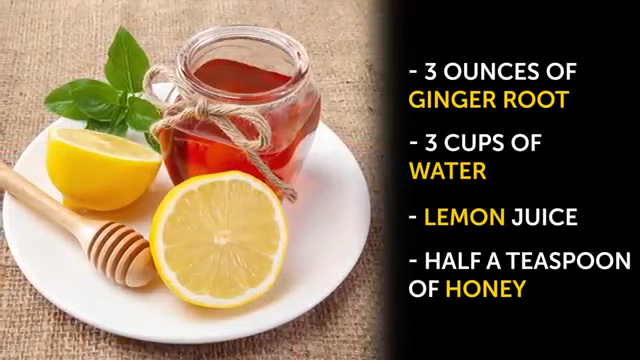 - 3 OUNCES OF
GINGER ROOT
- 3 CUPS OF
WATER
- LEMON JUICE
- HALF A TEASPOON
OF HONEY